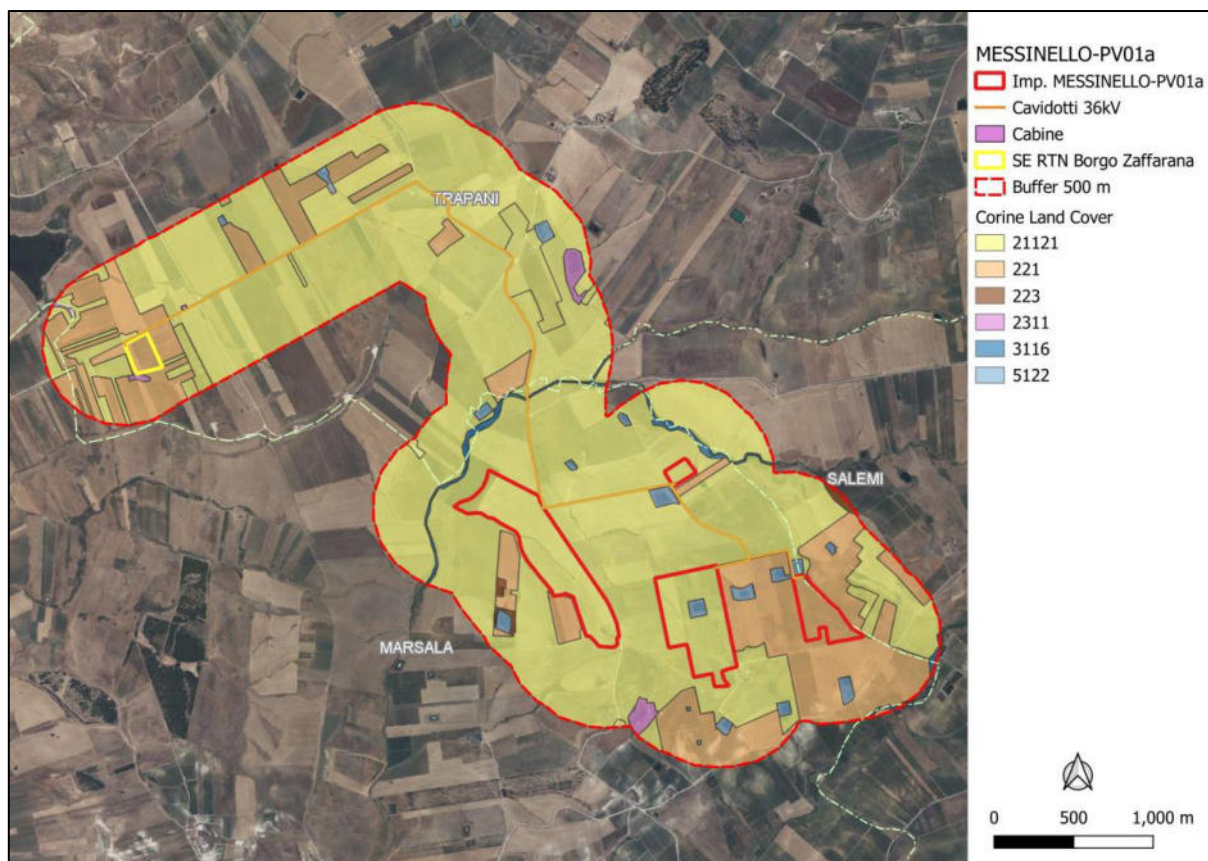 TRAPANI
SALEMI
MARSALA
MESSINELLO-PV01a
Imp. MESSINELLO-PV01a
Cavidotti 36kV
Cabine
SE RTN Borgo Zaffarana
Buffer 500 m
Corine Land Cover
21121
221
223
2311
3116
5122
0 500 1,000 m